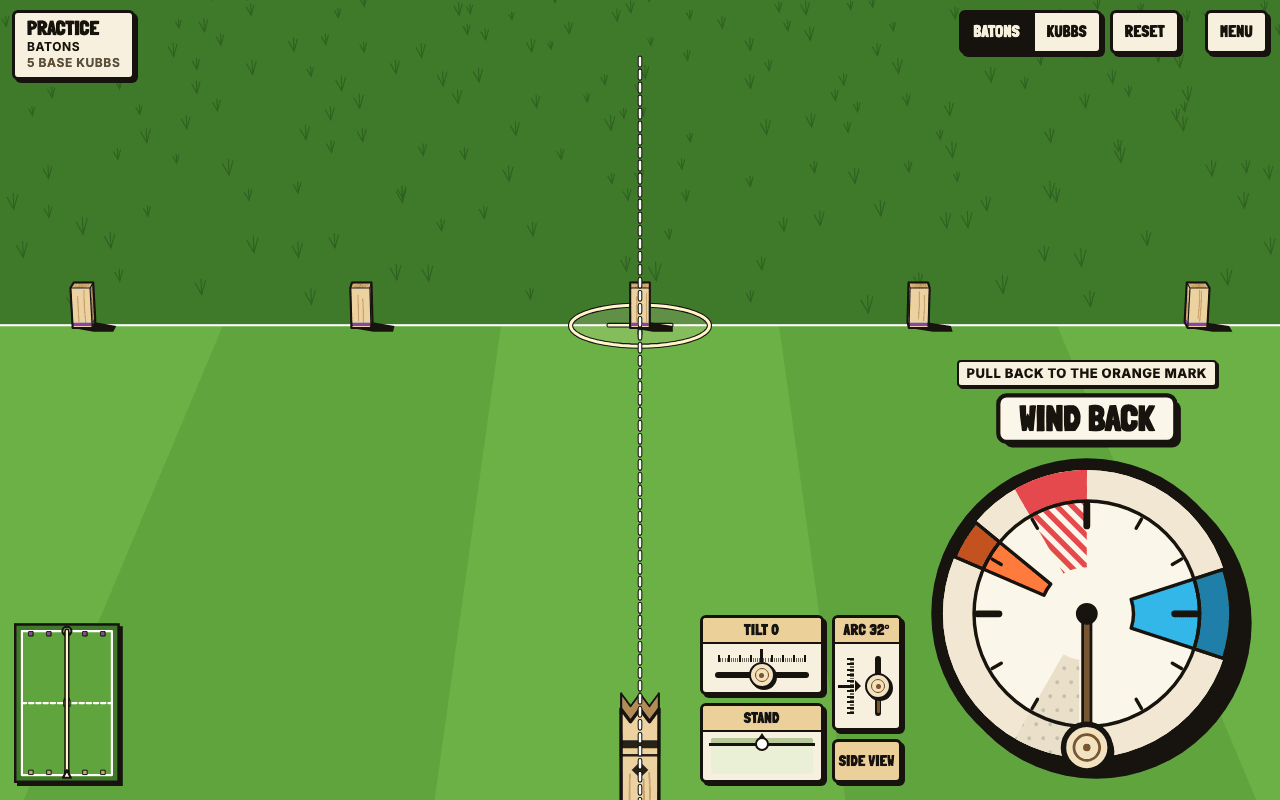 PRACTICE
BATONS
5 BASE KUBBS
BATONS
KUBBS
RESET
MENU
PULL BACK TO THE ORANGE MARK
WIND BACK
TILT 0
ARC 32°
STAND
SIDE VIEW